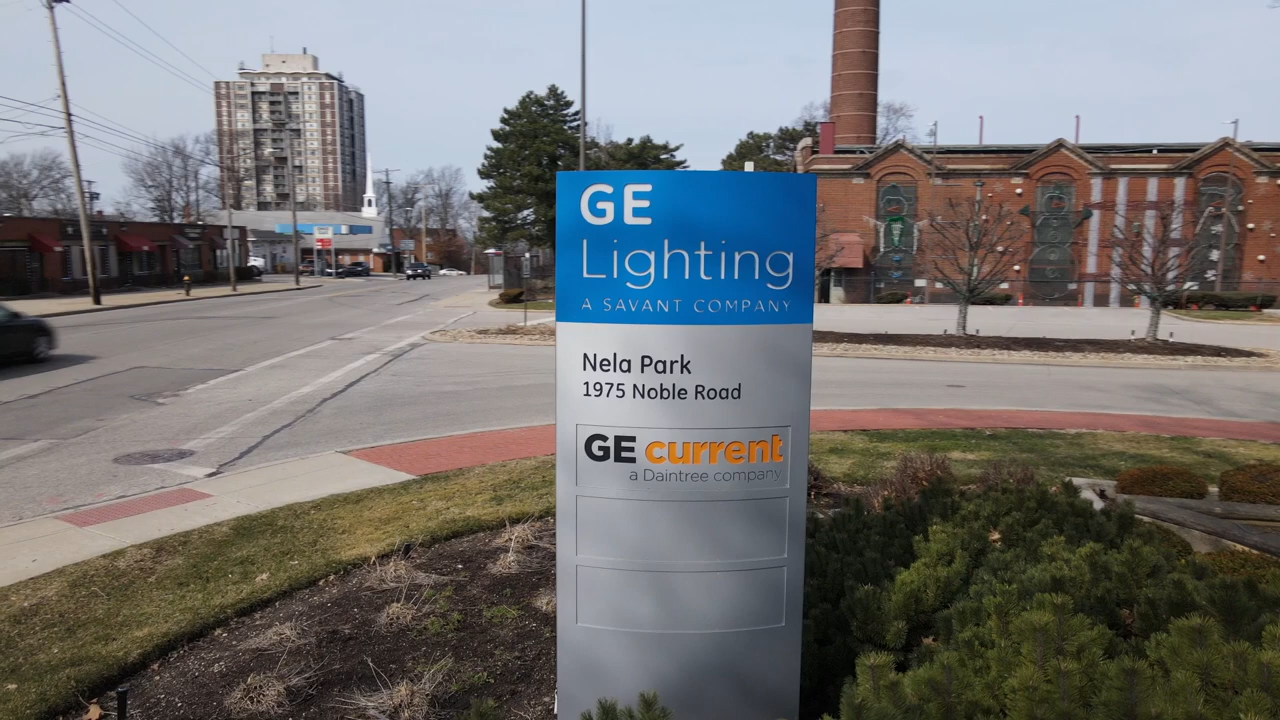 GE
Lighting
A SAVANT COMPANY
Nela Park
1975 Noble Road
GE current
a Daintree company